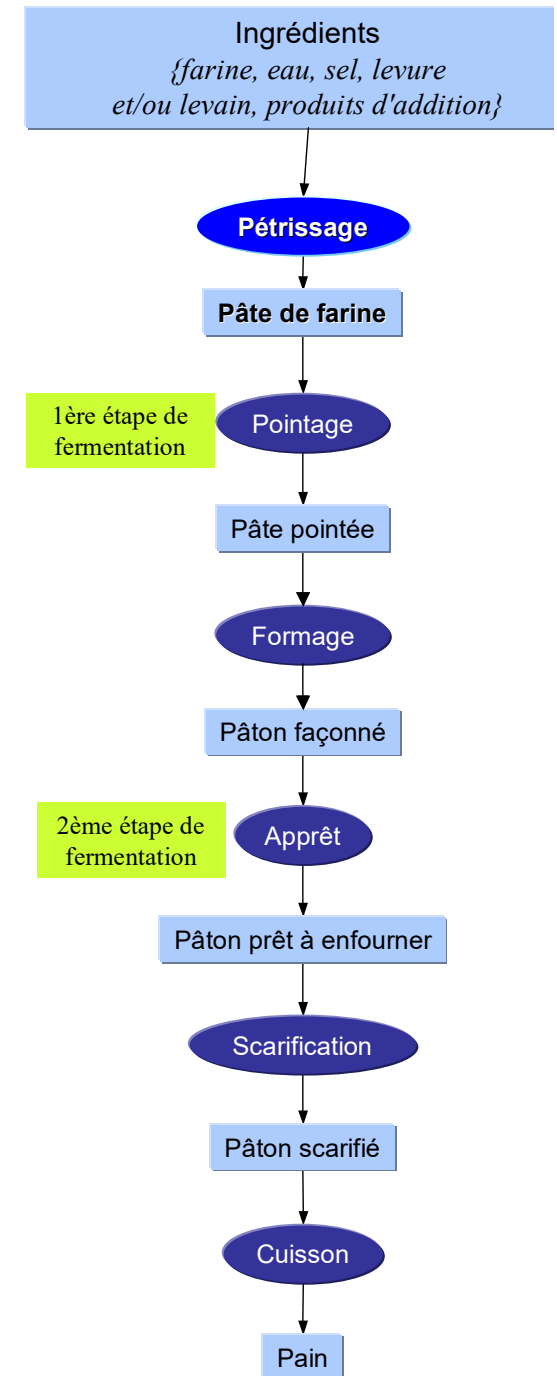 Ingrédients
{farine, eau, sel, levure
et/ou levain, produits d'addition}
Pétrissage
Pâte de farine
1ère étape de
fermentation
Pointage
Pâte pointée
Formage
Pâton façonné
2ème étape de
fermentation
Apprêt
Pâton prêt à enfourner
Scarification
Pâton scarifié
Cuisson
Pain